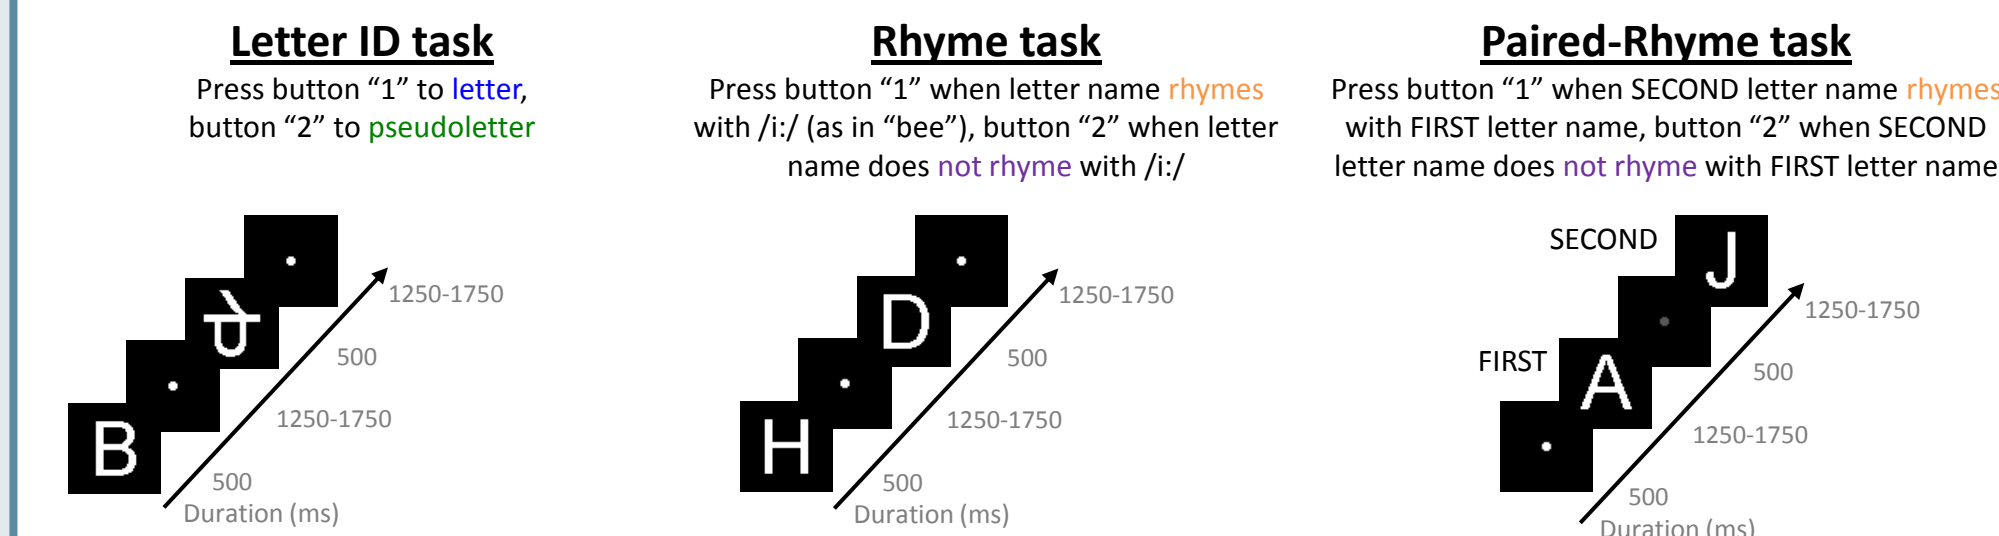 Letter ID task
Press button “1” to letter,
button “2” to pseudoletter
B
1250-1750
500
1250-1750
500
Duration (ms)
Rhyme task
Press button “1” when letter name rhymes
with /i:/ (as in “bee”), button “2” when letter
name does not rhyme with /i:/
D
H
1250-1750
500
1250-1750
500
Duration (ms)
Paired-Rhyme task
Press button “1” when SECOND letter name rhymes
with FIRST letter name, button “2” when SECOND
letter name does not rhyme with FIRST letter name
SECOND
J
FIRST
A
1250-1750
500
1250-1750
500
Duration (ms)